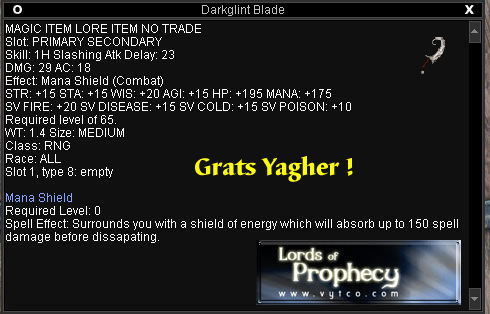 O Darkglint Blade X
MAGIC ITEM LORE ITEM NO TRADE
Slot: PRIMARY SECONDARY
Skill: 1H Slashing Atk Delay: 23
DMG: 29 AC: 18
Effect: Mana Shield (Combat)
STR: +15 STA: +15 WIS: +20 AGI: +15 HP: +195 MANA: +175
SV FIRE: +20 SV DISEASE: +15 SV COLD: +15 SV POISON: +10
Required level of 65.
WT: 1.4 Size: MEDIUM
Class: RNG
Race: ALL
Slot 1, type 8: empty
Grats Yagher !
Mana Shield
Required Level: 0
Spell Effect: Surrounds you with a shield of energy which will absorb up to 150 spell
damage before dissapating.
Lords of
Prophecy
www.vytco.com